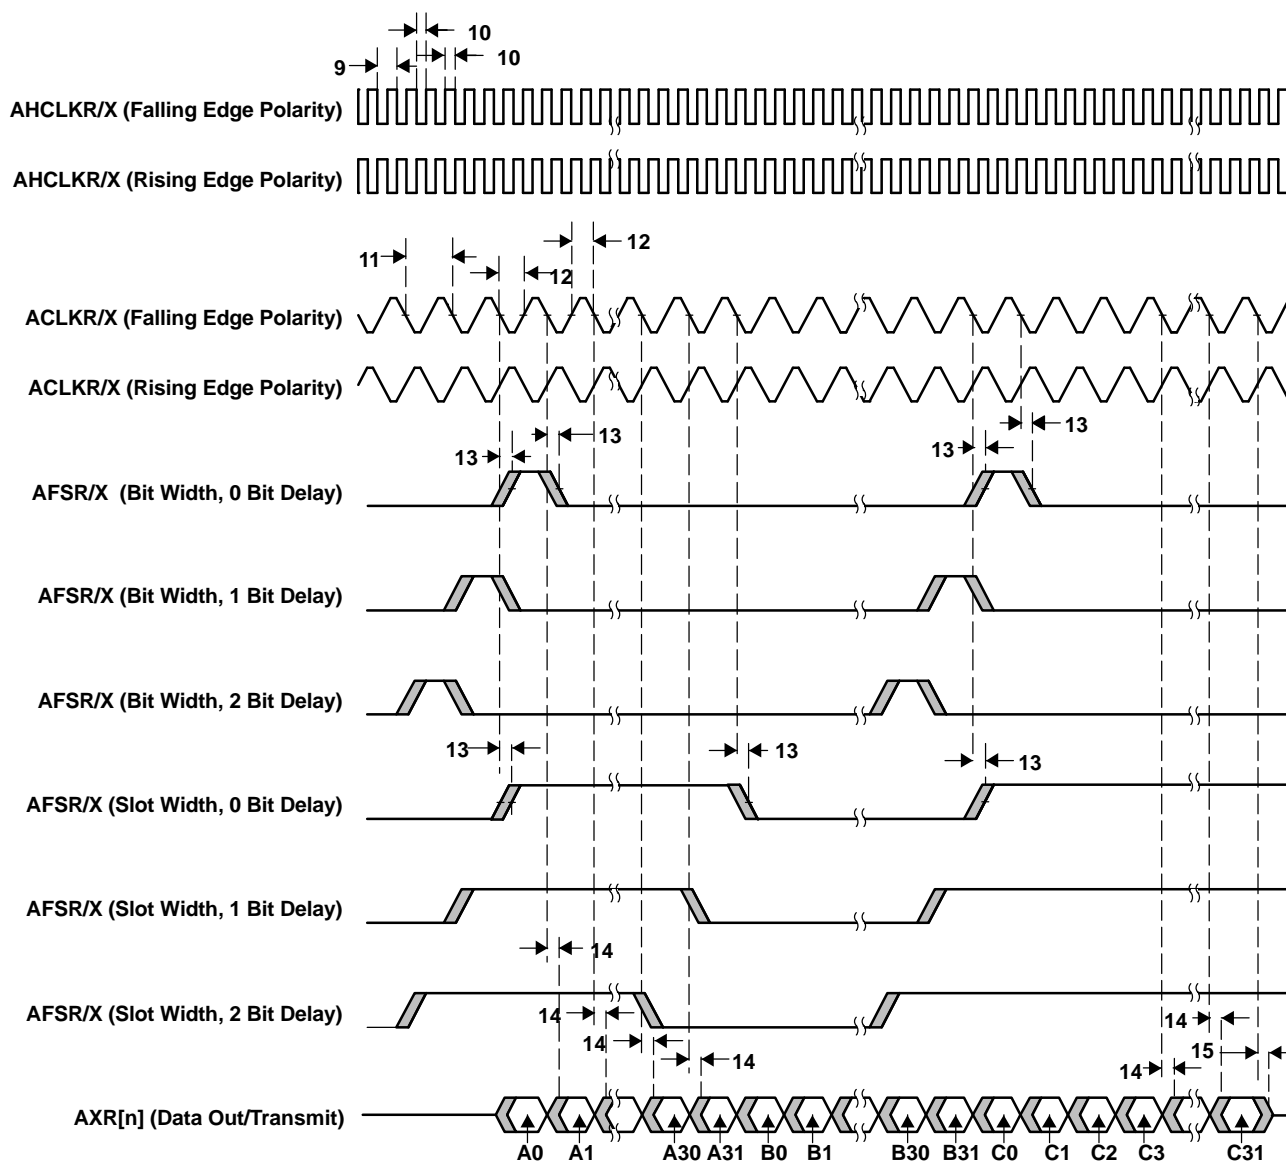 10
10
9
AHCLKR/X (Falling Edge Polarity)
AHCLKR/X (Rising Edge Polarity)
12
11
12
ACLKR/X (Falling Edge Polarity)
ACLKR/X (Rising Edge Polarity)
13
13
13
13
AFSR/X (Bit Width, 0 Bit Delay)
AFSR/X (Bit Width, 1 Bit Delay)
AFSR/X (Bit Width, 2 Bit Delay)
13
13
13
AFSR/X (Slot Width, 0 Bit Delay)
AFSR/X (Slot Width, 1 Bit Delay)
14
AFSR/X (Slot Width, 2 Bit Delay)
14
14
14
14
15
14
AXR[n] (Data Out/Transmit)
A0 A1 A30 A31 B0 B1 B30 B31 C0 C1 C2 C3 C31